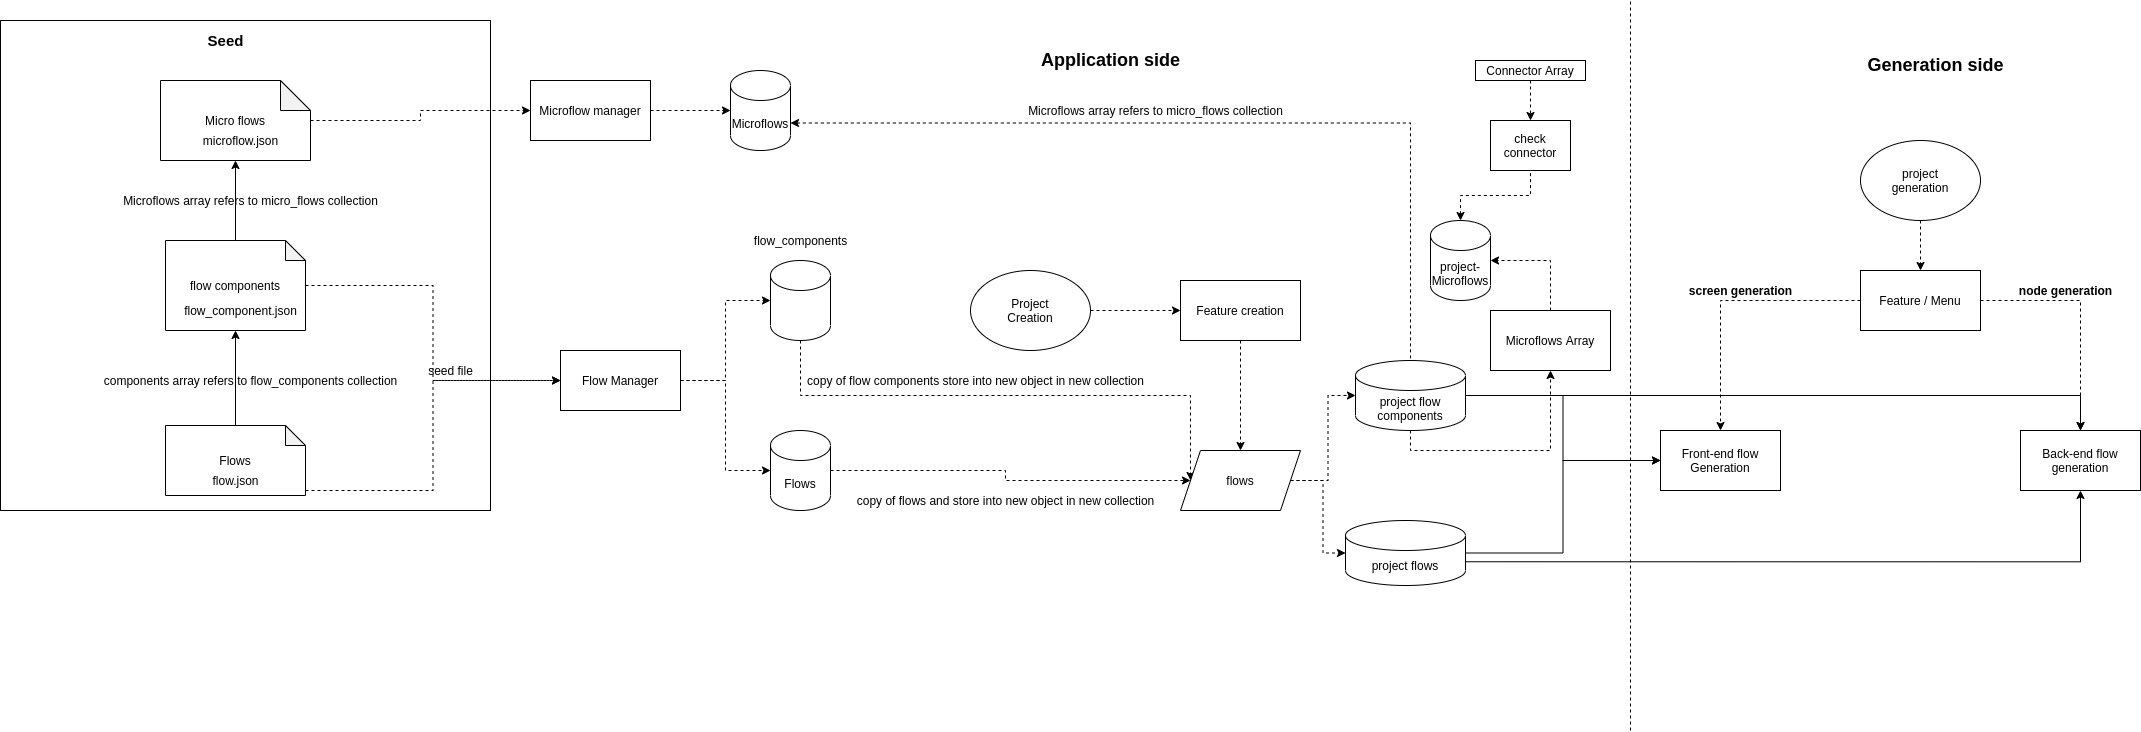 Seed
Micro flows
microflow.json
Microflows array refers to micro_flows collection
flow components
flow_component.json
components array refers to flow_components collection
Flows
flow.json
seed file
Application side
Microflow manager
Microflows
Microflows array refers to micro_flows collection
Connector Array
check
connector
project-
Microflows
Microflows Array
flow_components
Project
Creation
Feature creation
Flow Manager
copy of flow components store into new object in new collection
Flows
copy of flows and store into new object in new collection
flows
project flow
components
project flows
Generation side
project
generation
Feature / Menu
screen generation
node generation
Front-end flow
Generation
Back-end flow
generation